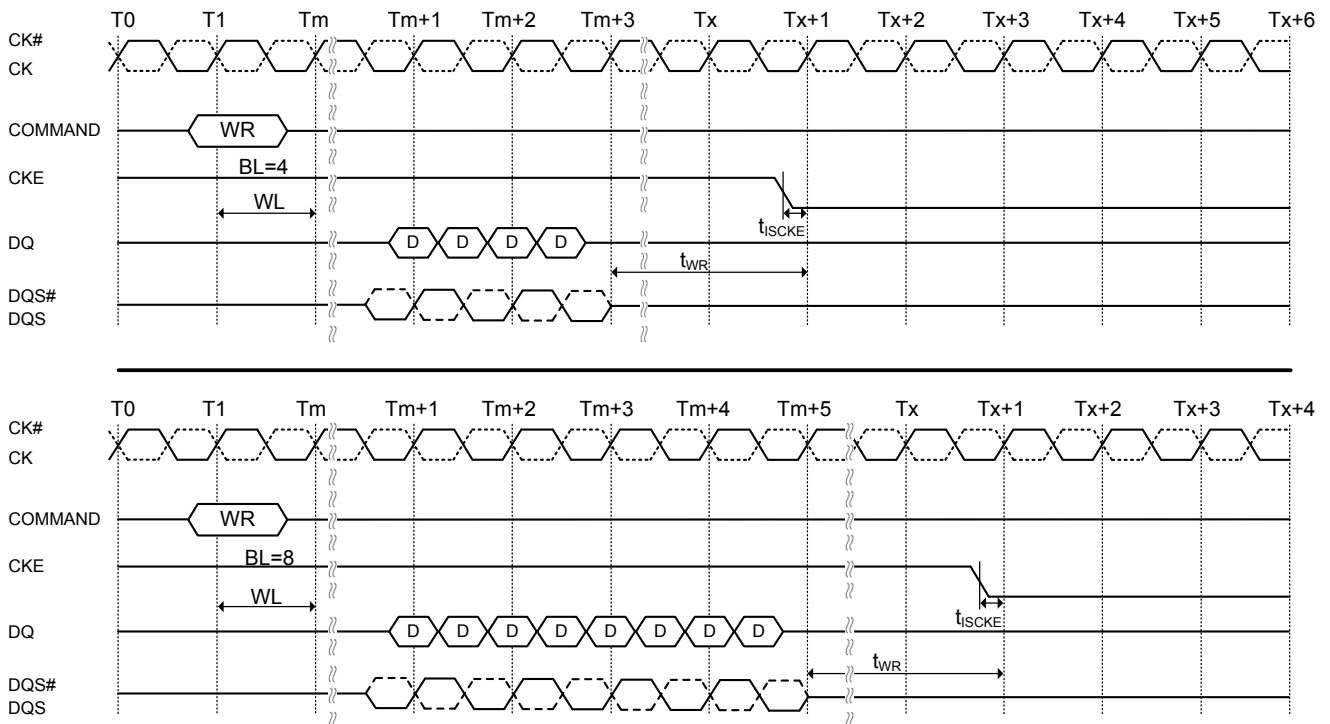 T0 T1 Tm Tm+1 Tm+2 Tm+3 Tx Tx+1 Tx+2 Tx+3 Tx+4 Tx+5 Tx+6
CK#
CK
COMMAND WR
BL=4
CKE
WL
tISCKE
DQ D D D D
tWR
DQS#
DQS
T0 T1 Tm Tm+1 Tm+2 Tm+3 Tm+4 Tm+5 Tx Tx+1 Tx+2 Tx+3 Tx+4
CK#
CK
COMMAND WR
BL=8
CKE
WL
tISCKE
DQ D D D D D D D D
tWR
DQS#
DQS